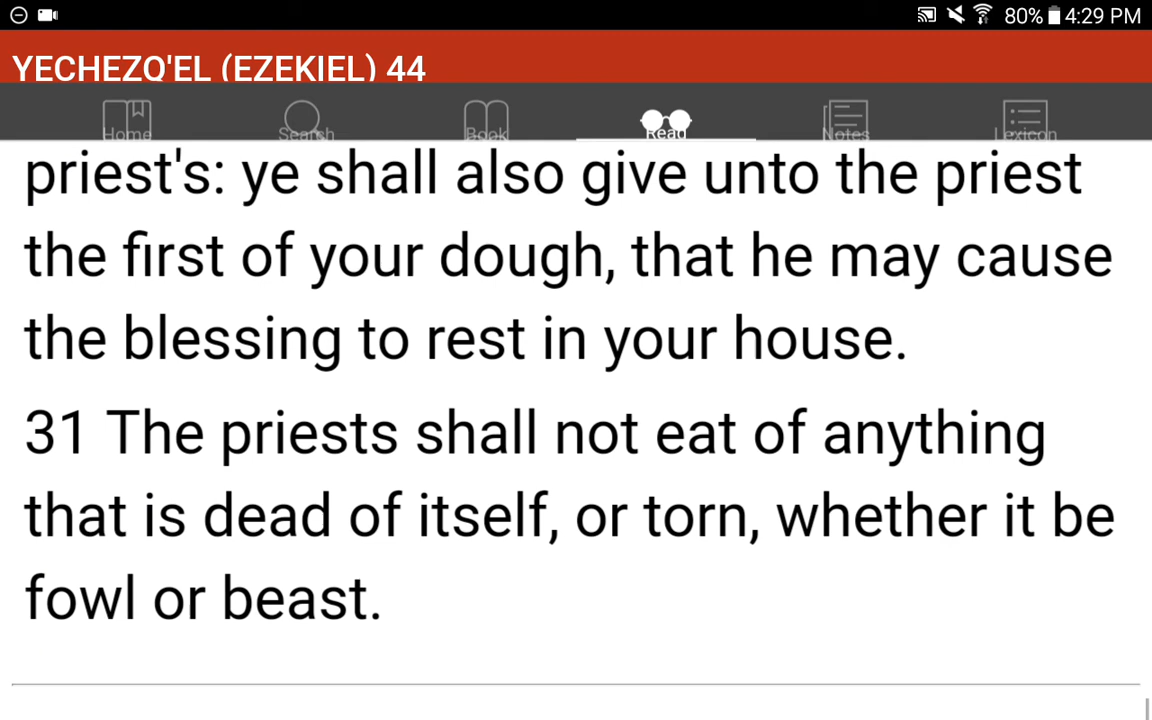 80% 4:29 PM
YECHEZQ'EL (EZEKIEL) 44
Home Search Book Read Notes Lexicon
priest's: ye shall also give unto the priest
the first of your dough, that he may cause
the blessing to rest in your house.
31 The priests shall not eat of anything
that is dead of itself, or torn, whether it be
fowl or beast.